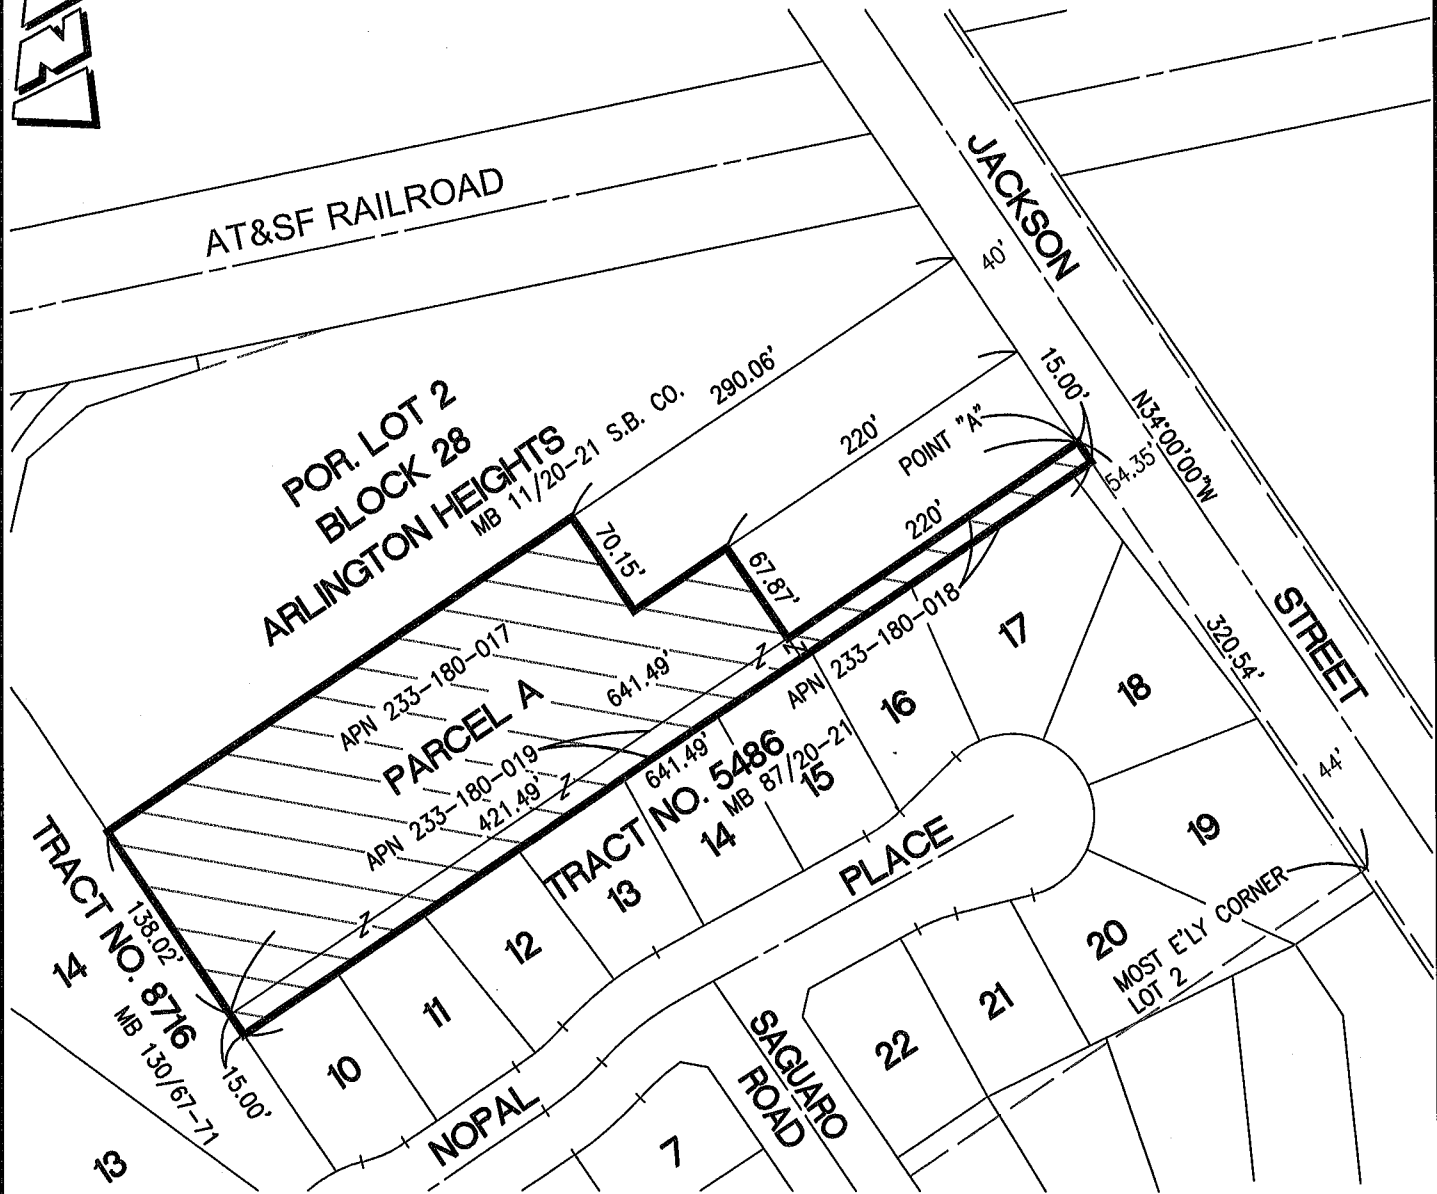 AT&SF RAILROAD
JACKSON
STREET
40'
15.00'
N34°00'00"W
54.35'
320.54'
44'
POR. LOT 2
BLOCK 28
ARLINGTON HEIGHTS
MB 11/20-21 S.B. CO.
290.06'
220'
POINT "A"
220'
70.15'
67.87'
APN 233-180-017
PARCEL A
641.49'
APN 233-180-019
421.49'
641.49'
APN 233-180-018
Z
Z
Z
Z
TRACT NO. 5486
MB 87/20-21
TRACT NO. 8716
MB 130/67-71
138.02'
15.00'
14
13
10
11
12
13
14
15
16
17
18
19
20
21
22
7
MOST E'LY CORNER
LOT 2
NOPAL
PLACE
SAGUARO
ROAD